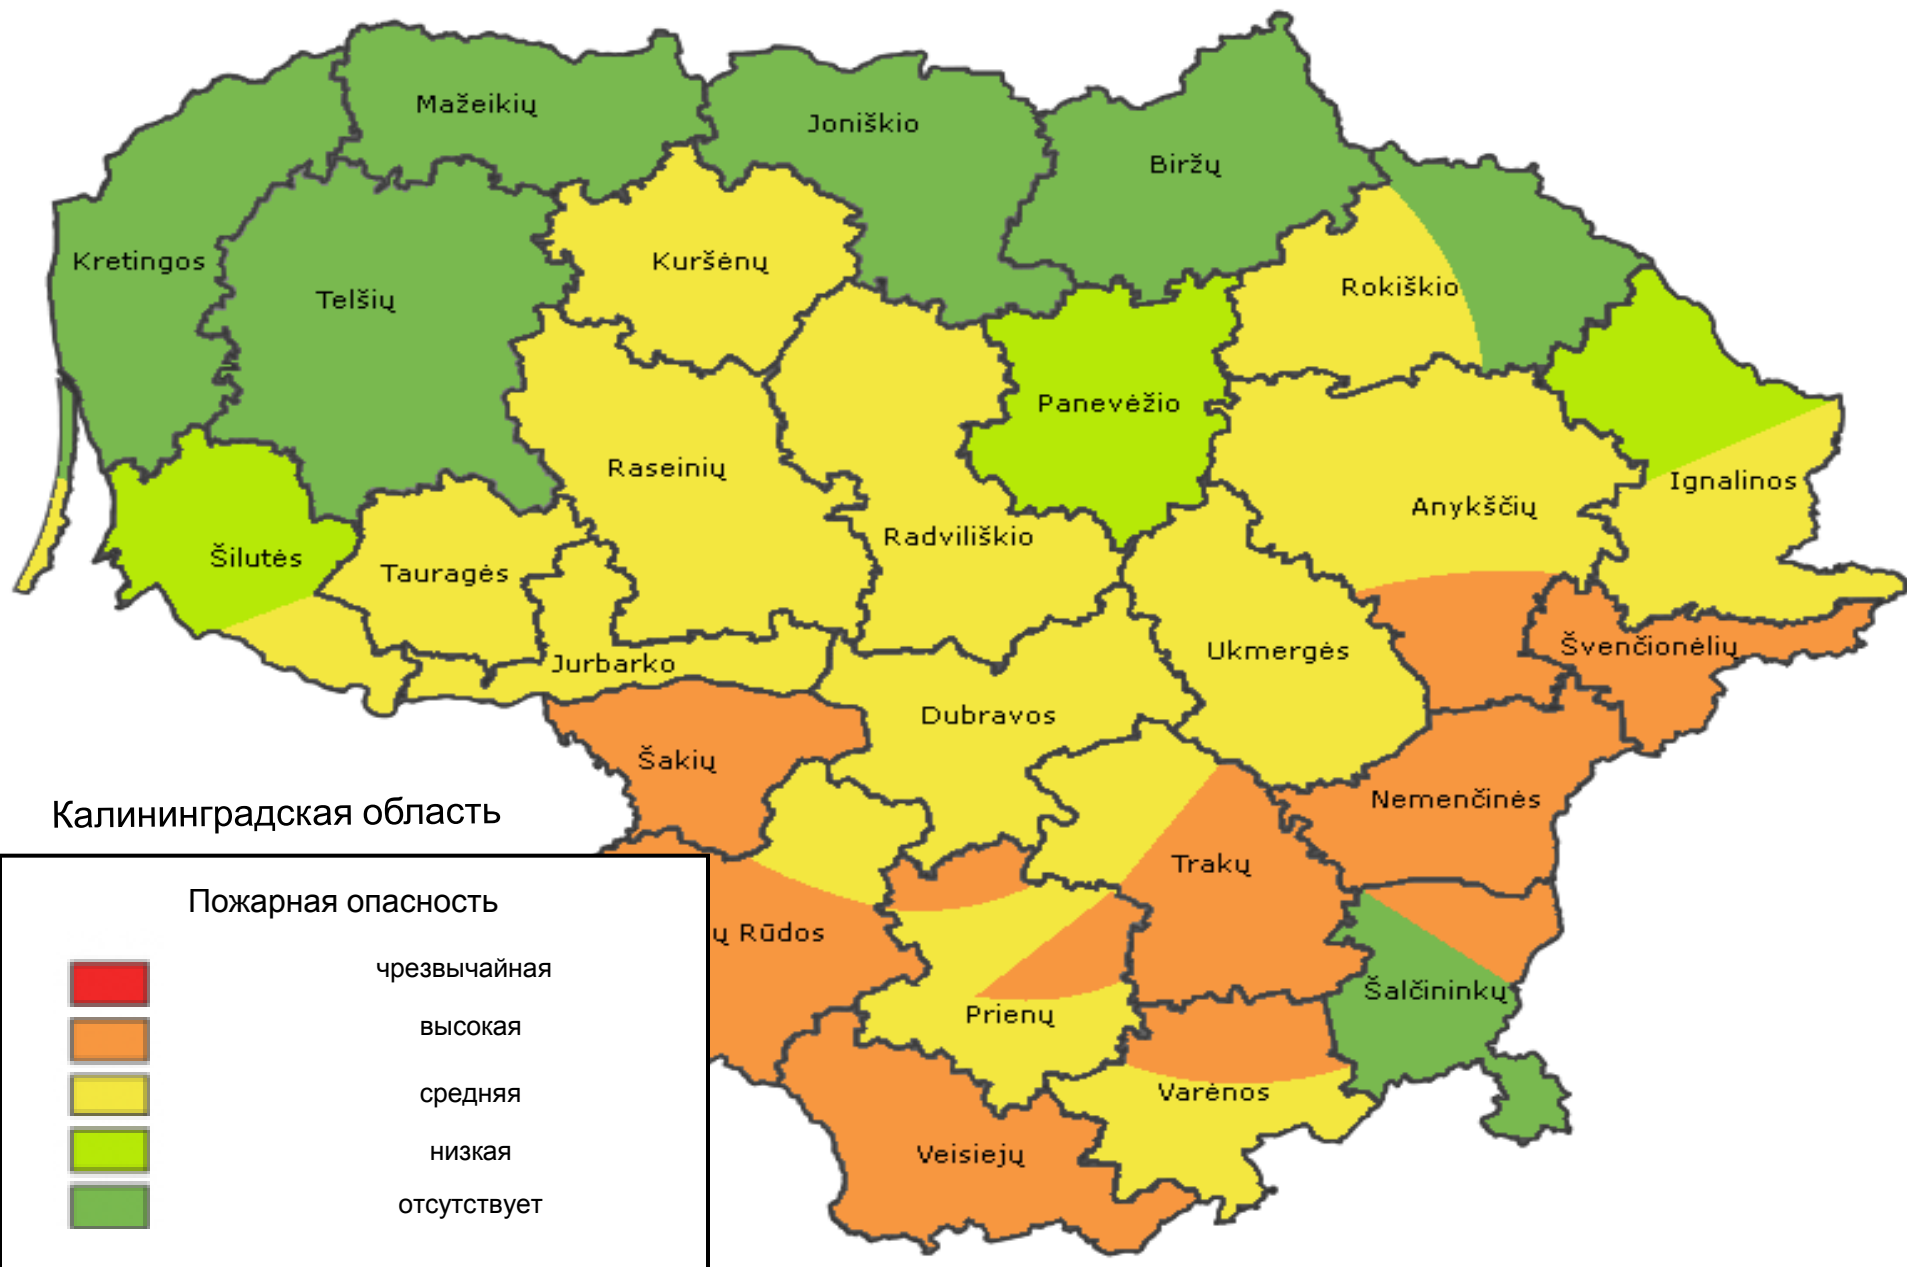 Mažeikių
Joniškio
Biržų
Kretingos
Telšių
Kuršėnų
Rokiškio
Panevėžio
Raseinių
Ignalinos
Anykščių
Radviliškio
Šilutės
Tauragės
Jurbarko
Ukmergės
Švenčionėlių
Dubravos
Šakių
Nemenčinės
Калининградская область
Trakų
Пожарная опасность
ų Rūdos
чрезвычайная
Šalčininkų
Prienų
высокая
Varėnos
средняя
Veisiejų
низкая
отсутствует